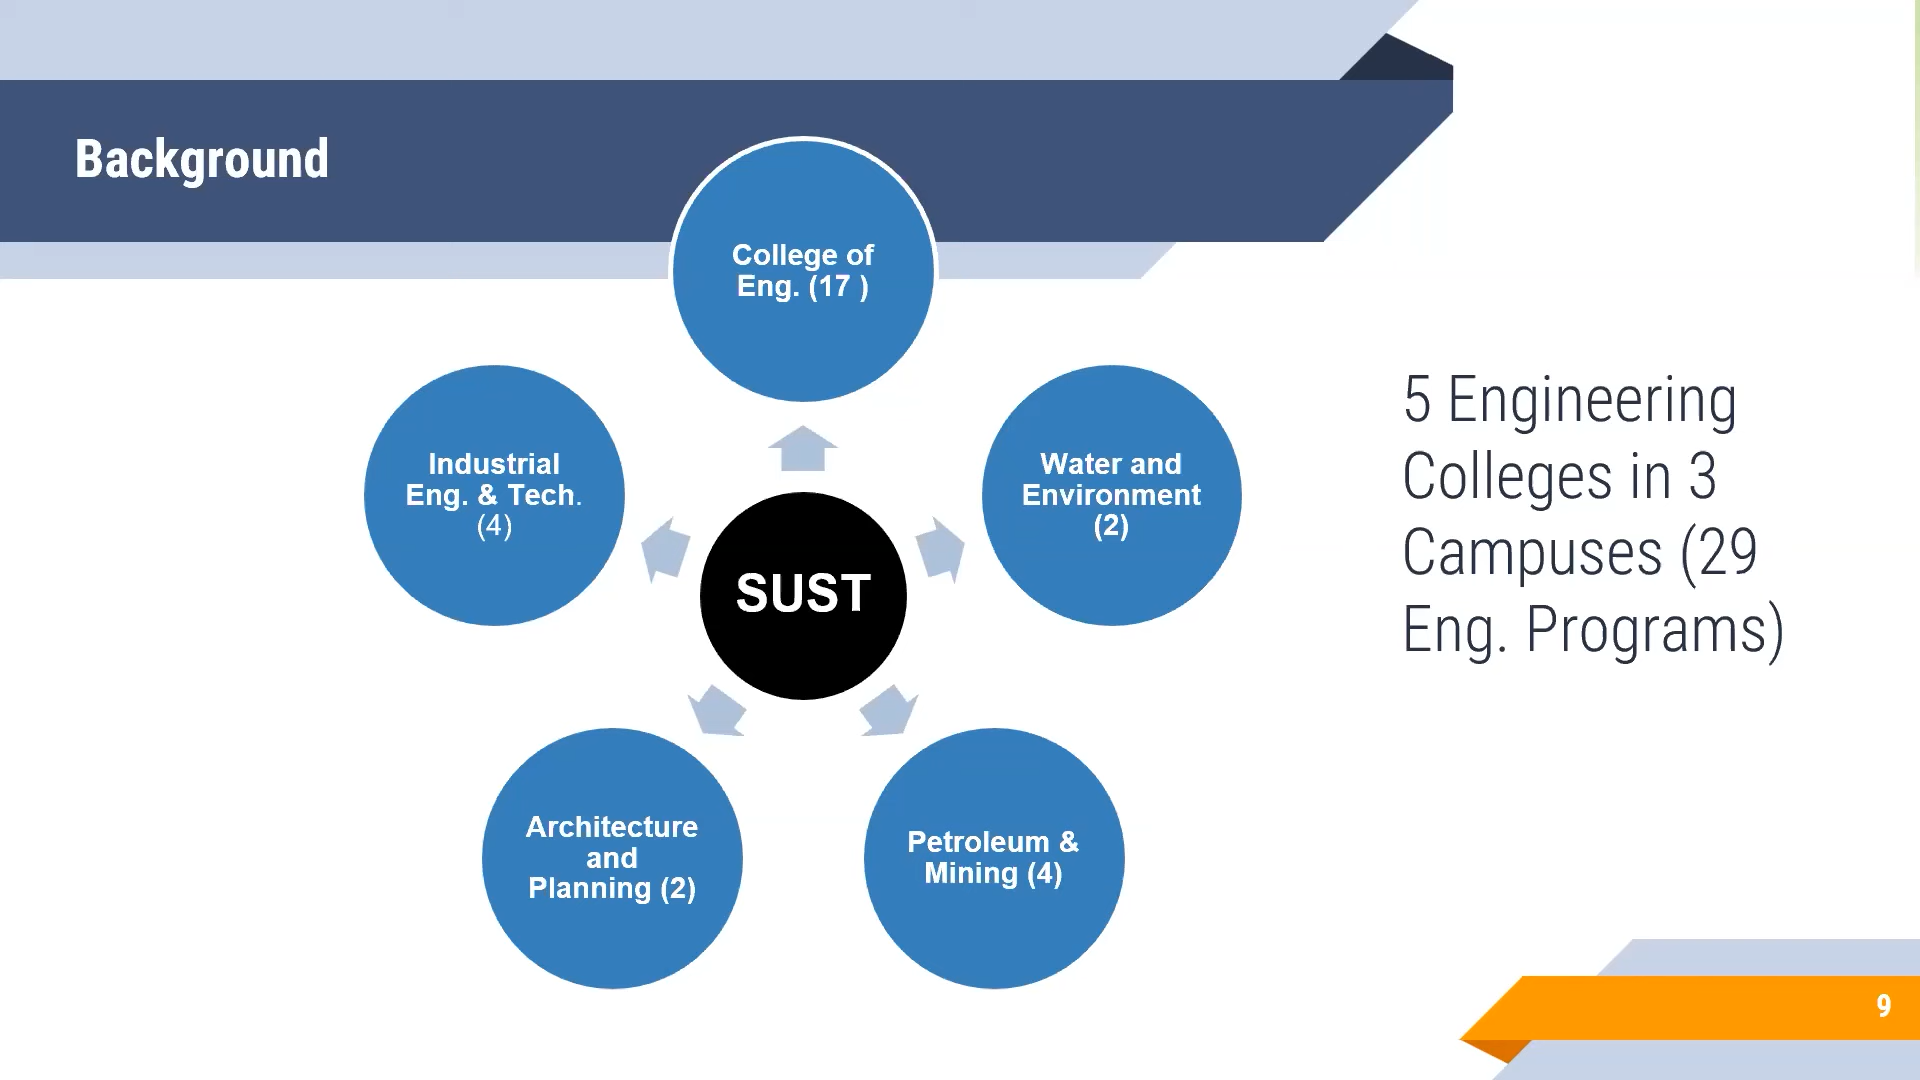 Background
College of
Eng. (17 )
Industrial
Eng. & Tech.
(4)
Water and
Environment
(2)
SUST
Architecture
and
Planning (2)
Petroleum &
Mining (4)
5 Engineering
Colleges in 3
Campuses (29
Eng. Programs)
9